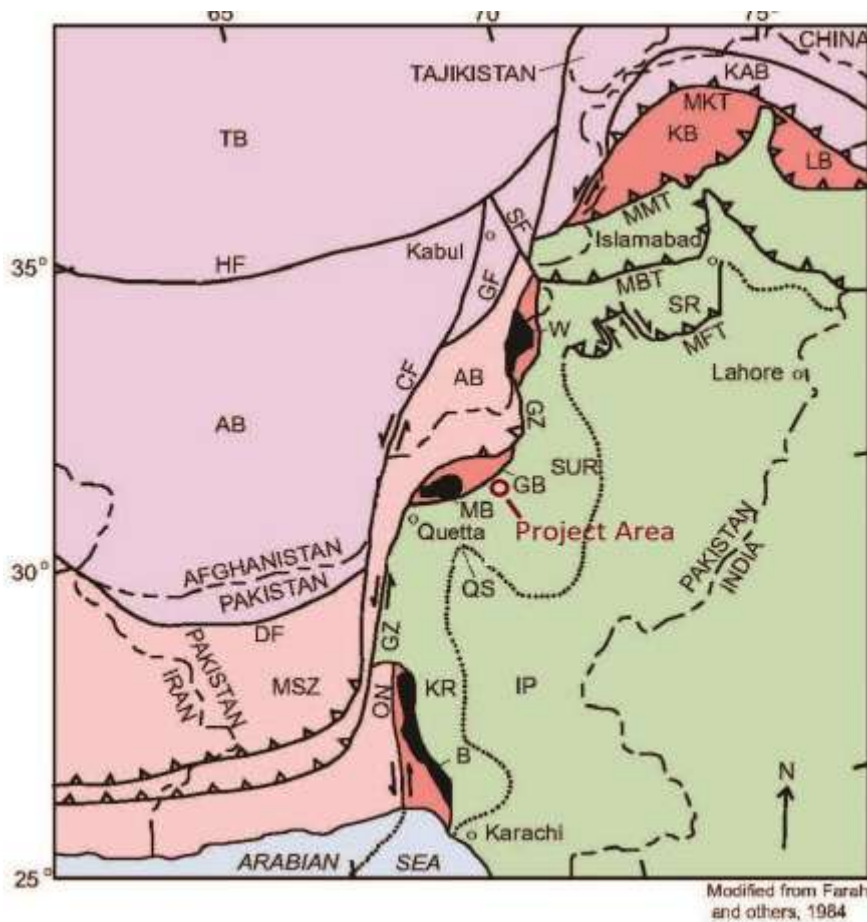 65
70
75°
CHINA
TAJIKISTAN
KAB
MKT
TB
KB
LB
SF
MMT
Kabul
Islamabad
35°
HF
GF
MBT
SR
W
MFT
CF
AB
Lahore
GZ
AB
SUR
GB
MB
Quetta
Project Area
AFGHANISTAN
PAKISTAN
30°
QS
PAKISTAN
INDIA
DF
GZ
PAKISTAN
IRAN
MSZ
ON
KR
IP
B
N
Karachi
ARABIAN SEA
25°
Modified from Farah
and others, 1984